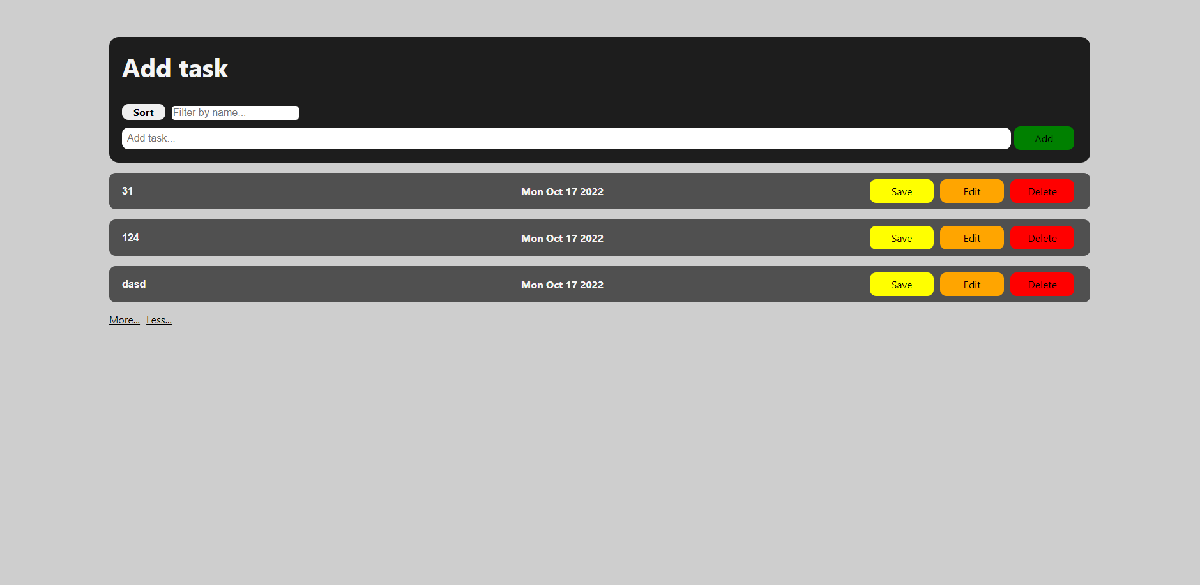 Add task
Sort Filter by name...
Add task... Add
31 Mon Oct 17 2022 Save Edit Delete
124 Mon Oct 17 2022 Save Edit Delete
dasd Mon Oct 17 2022 Save Edit Delete
More... Less...